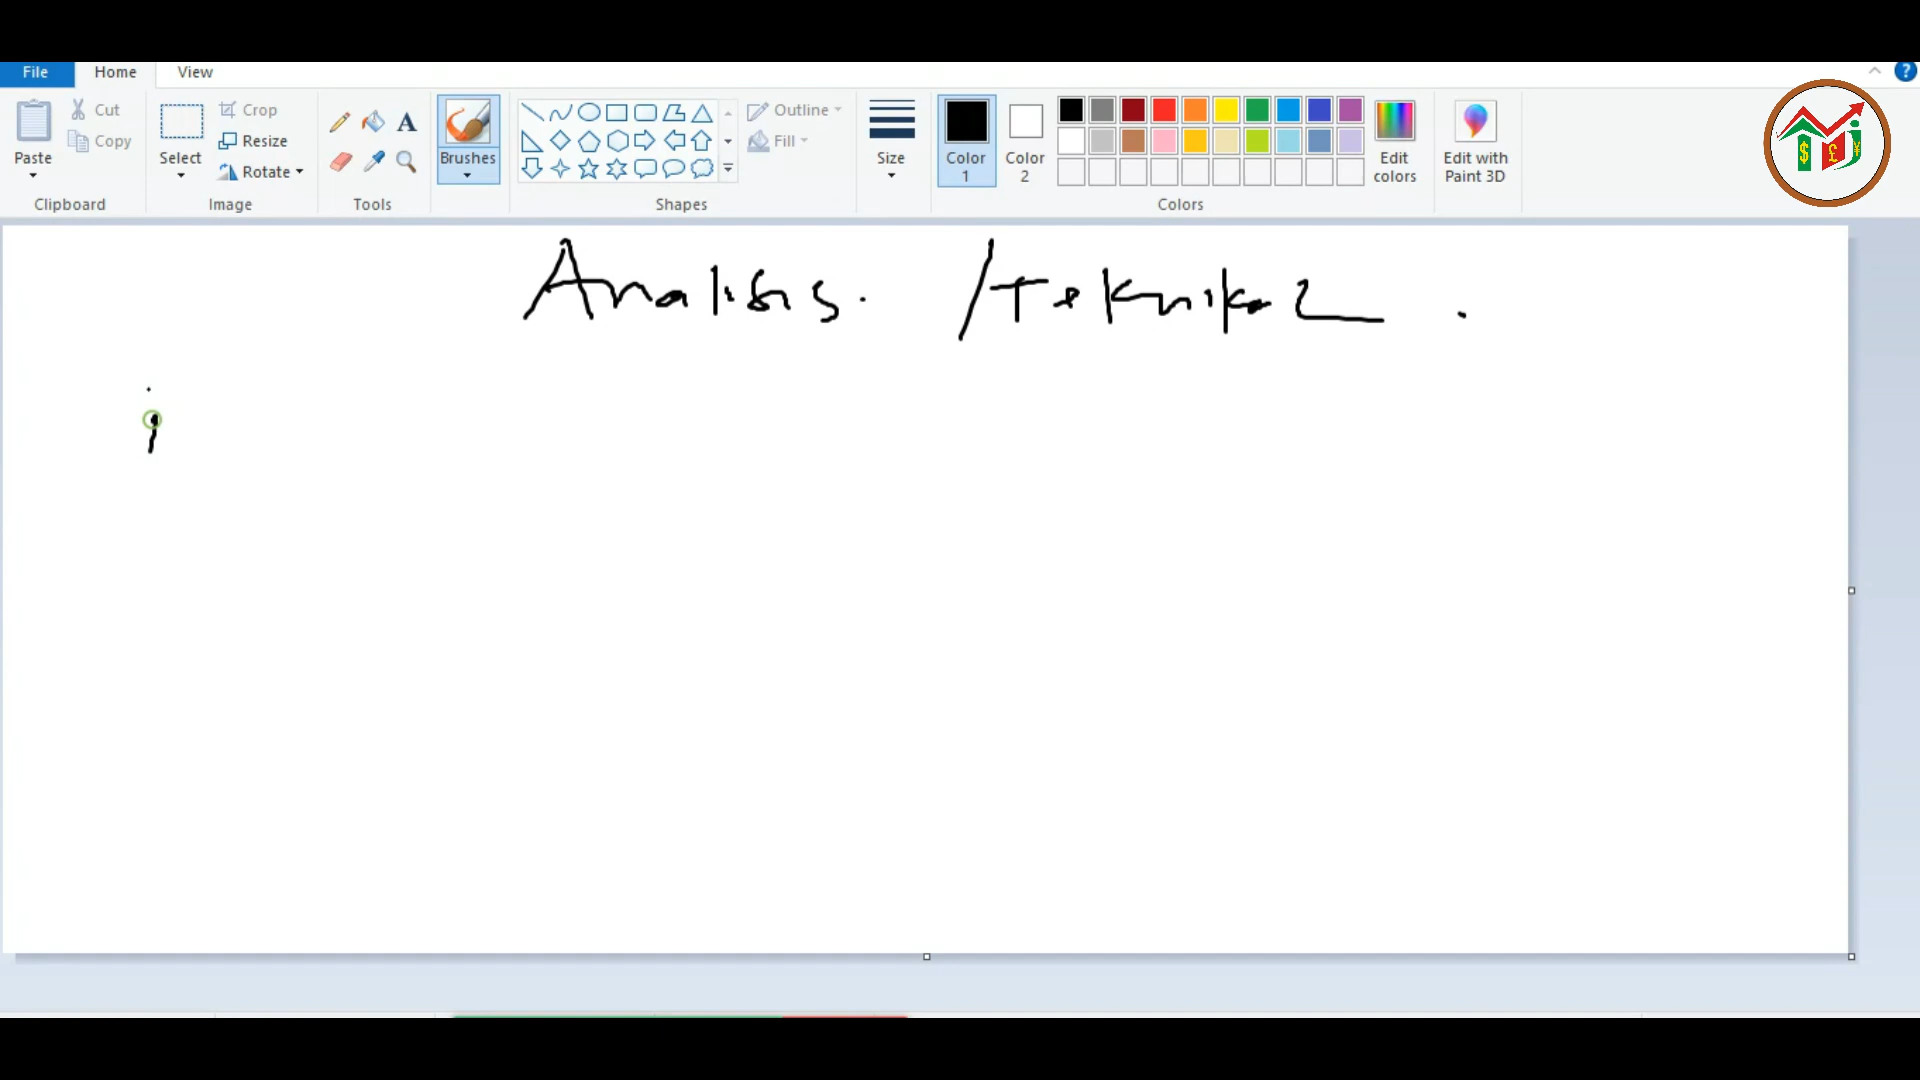 File Home View
Paste Cut Copy Clipboard
Select Crop Resize Rotate Image
A Tools
Brushes
Outline Fill Shapes
Size
Color 1 Color 2 Edit colors Colors
Edit with Paint 3D
?
$ £ ¥
Analisis. /Teknikal .
i